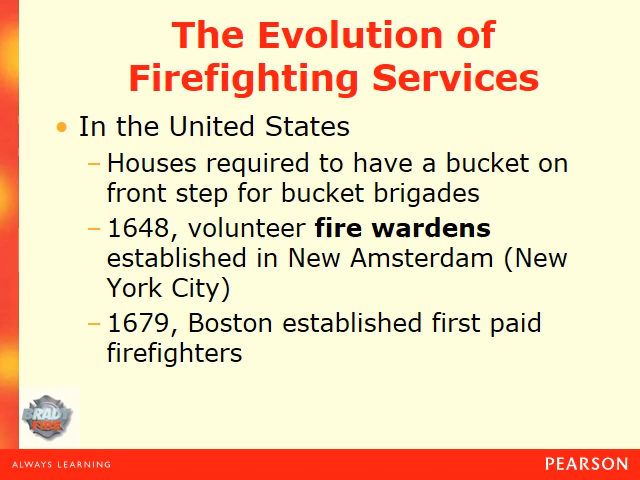 The Evolution of
Firefighting Services
• In the United States
– Houses required to have a bucket on
front step for bucket brigades
– 1648, volunteer fire wardens
established in New Amsterdam (New
York City)
– 1679, Boston established first paid
firefighters
BRADY
FIRE
ALWAYS LEARNING
PEARSON